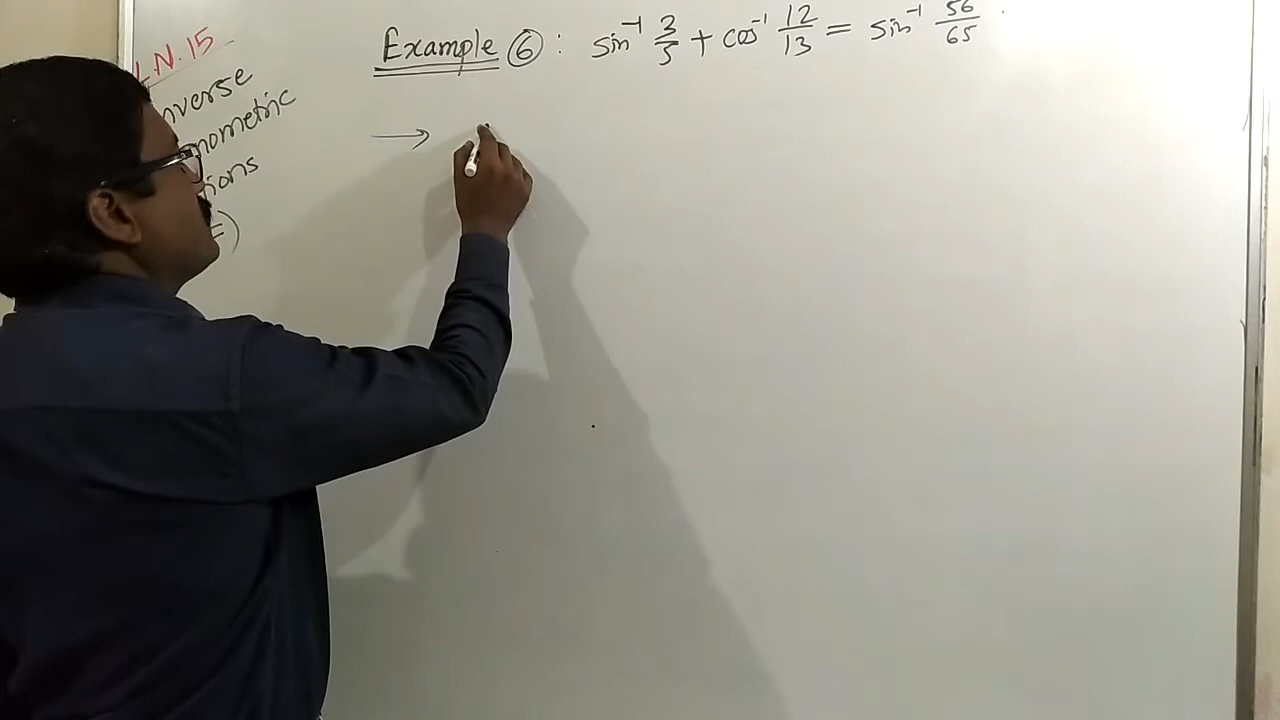 L.N.15
nverse
nometric
tions
Example ⑥ : sin⁻¹ 3/5 + cos⁻¹ 12/13 = sin⁻¹ 56/65 .
→